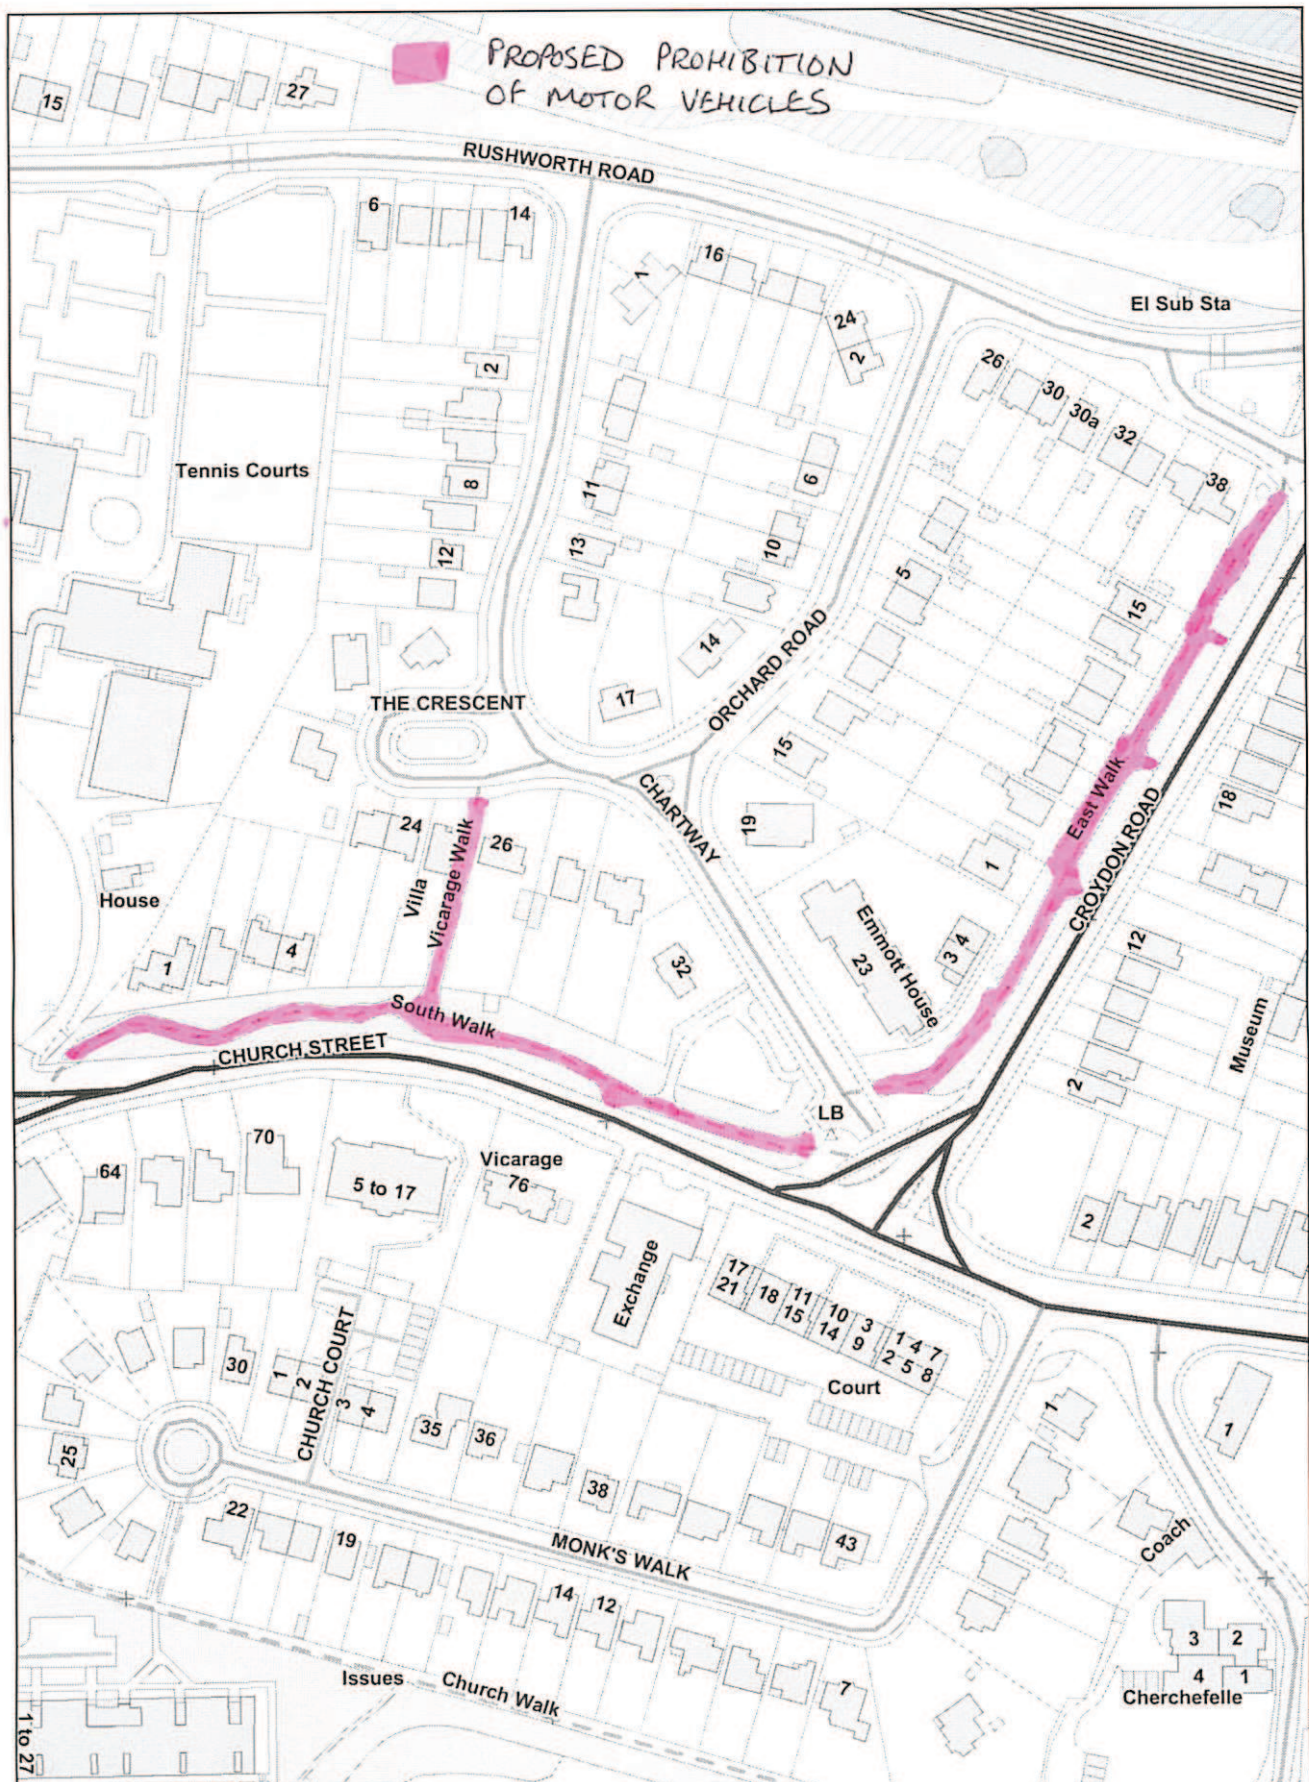 PROPOSED PROHIBITION
OF MOTOR VEHICLES
15
27
RUSHWORTH ROAD
6
14
1
16
24
2
El Sub Sta
26
30
30a
32
38
2
Tennis Courts
8
11
6
12
13
10
5
15
14
ORCHARD ROAD
THE CRESCENT
17
15
CHARTWAY
19
East Walk
18
24
26
Villa
Vicarage Walk
1
CROYDON ROAD
House
1
4
32
Emmott House
23
3 4
12
Museum
South Walk
CHURCH STREET
2
LB
64
70
5 to 17
Vicarage
76
2
Exchange
17
21
18
11
15
10
14
3
9
1 4 7
2 5 8
Court
CHURCH COURT
30
1
2
3
4
35
36
1
1
25
38
22
19
MONK'S WALK
43
Coach
14
12
3
2
4
1
Cherchefelle
Issues
Church Walk
7
1 to 27